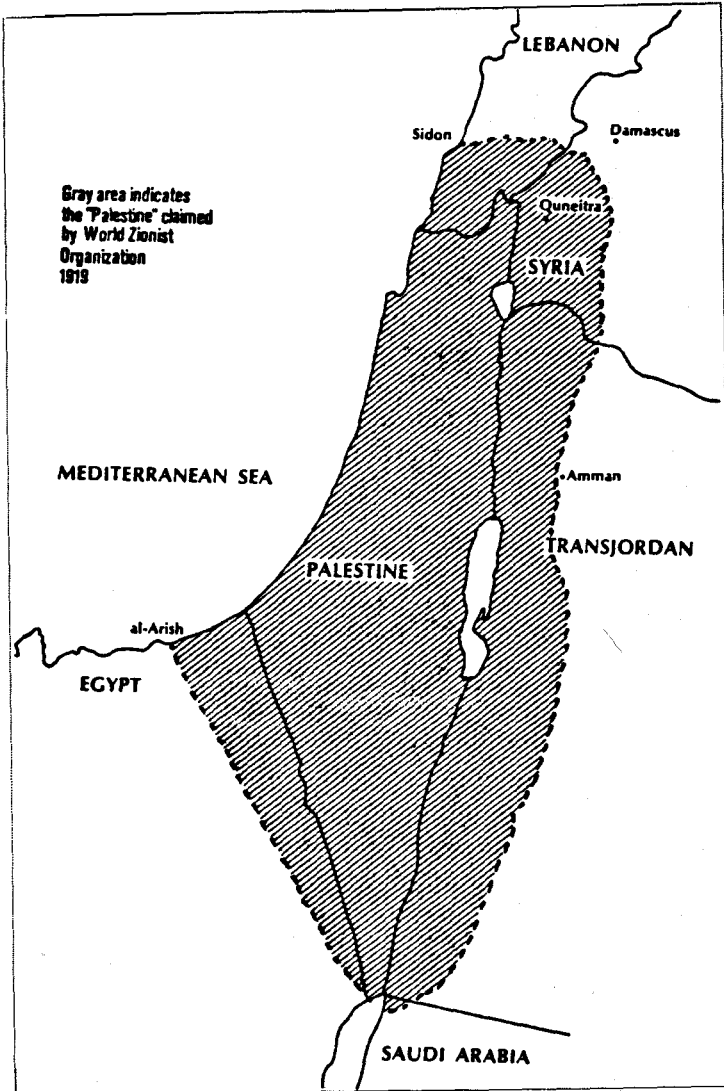 LEBANON
Sidon
Damascus
Gray area indicates
the "Palestine" claimed
by World Zionist
Organization
1919
Quneitra
SYRIA
MEDITERRANEAN SEA
Amman
TRANSJORDAN
PALESTINE
al-Arish
EGYPT
SAUDI ARABIA